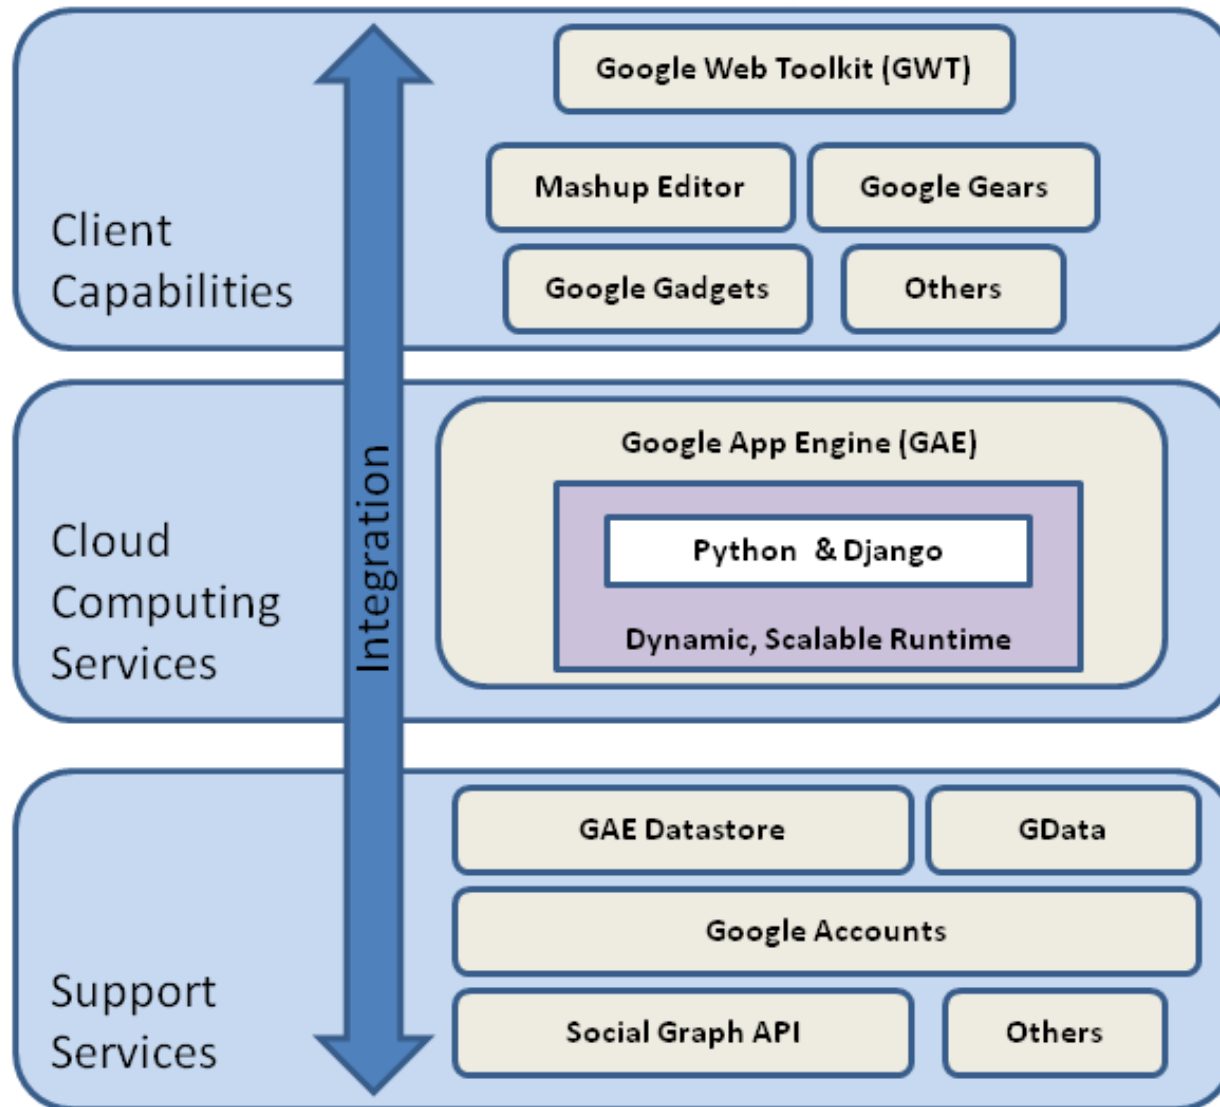 Google Web Toolkit (GWT)
Mashup Editor
Google Gears
Client
Capabilities
Google Gadgets
Others
Integration
Google App Engine (GAE)
Cloud
Computing
Services
Python & Django
Dynamic, Scalable Runtime
GAE Datastore
GData
Google Accounts
Support
Services
Social Graph API
Others